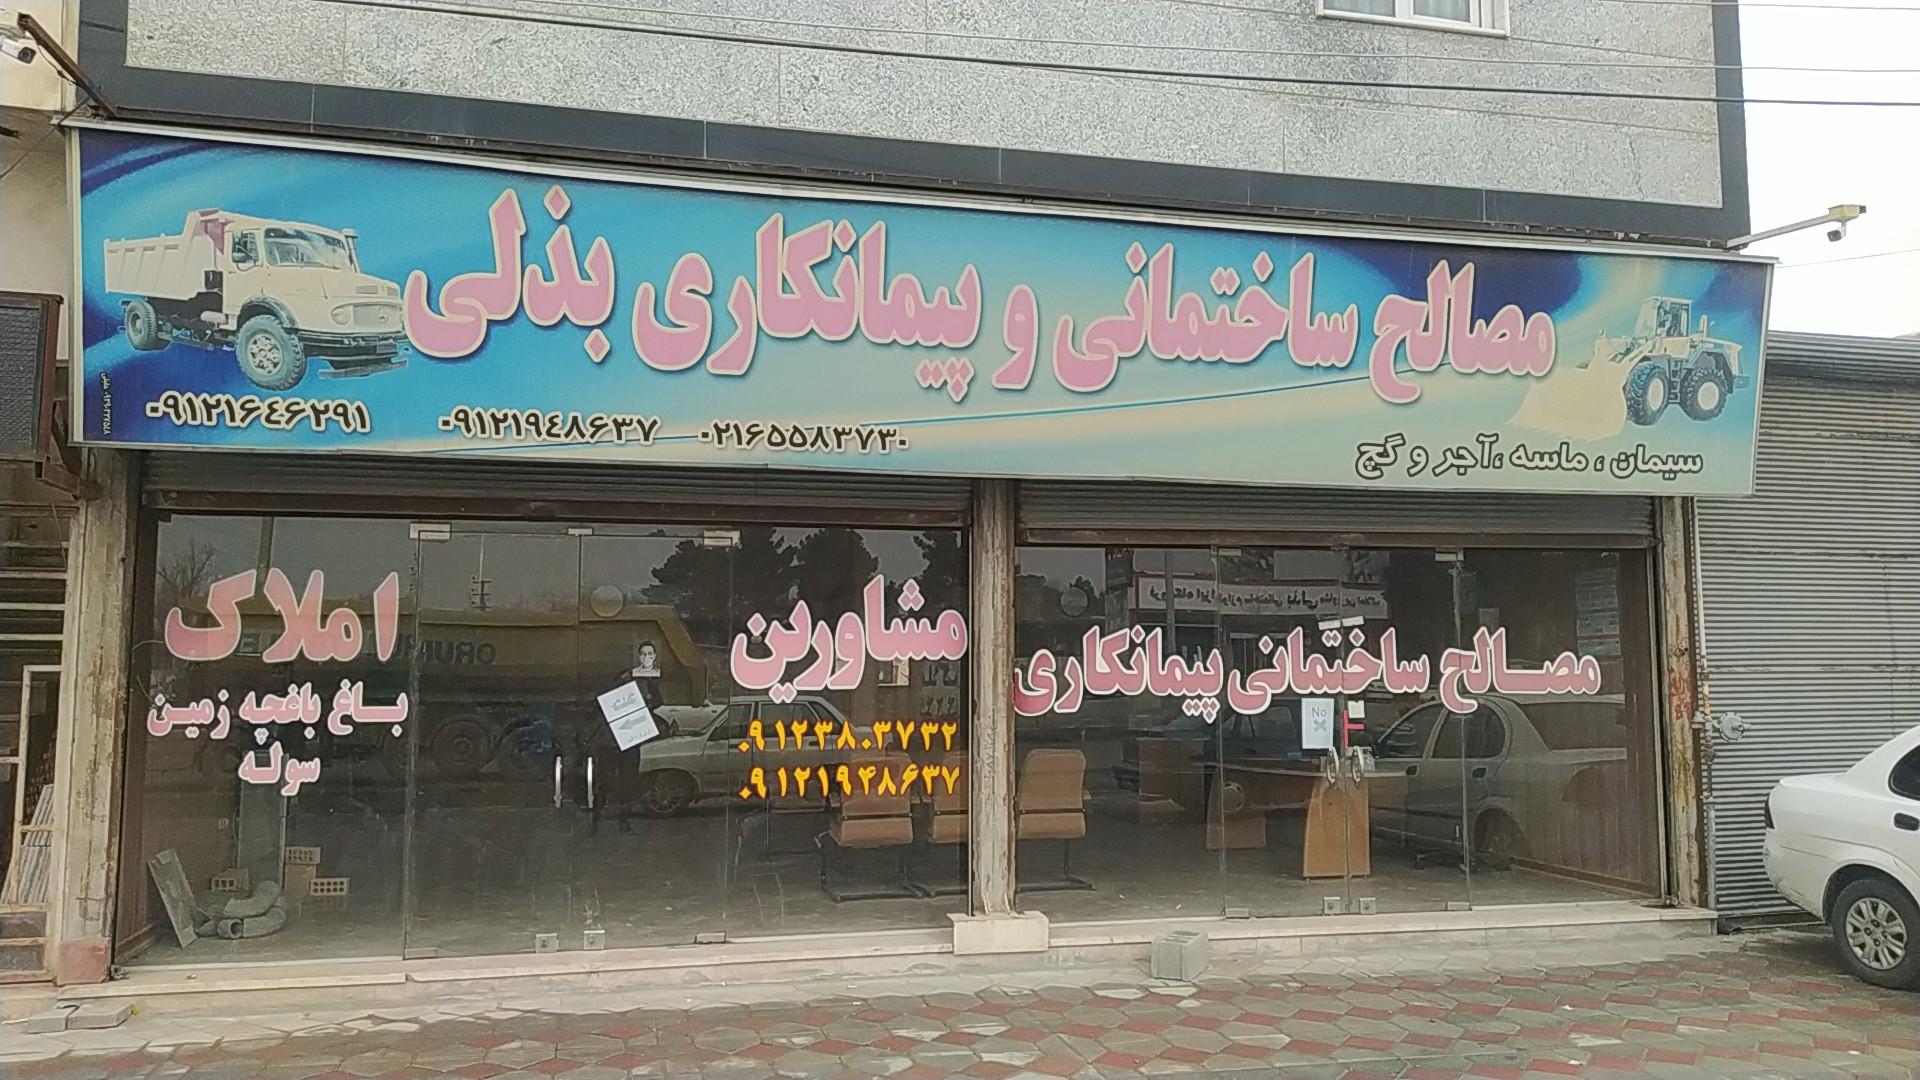 مصالح ساختمانی و پیمانکاری بذلی
سیمان ، ماسه ،آجر و گچ
۰۲۱۶۵۵۸۳۷۳۰
۰۹۱۲۱۹۴۸۶۳۷
۰۹۱۲۱۶۴۶۲۹۱
مصالح ساختمانی پیمانکاری
No
مشاورین
۰۹۱۲۳۸۰۳۷۳۲
۰۹۱۲۱۹۴۸۶۳۷
املاک
باغ باغچه زمین
سوله